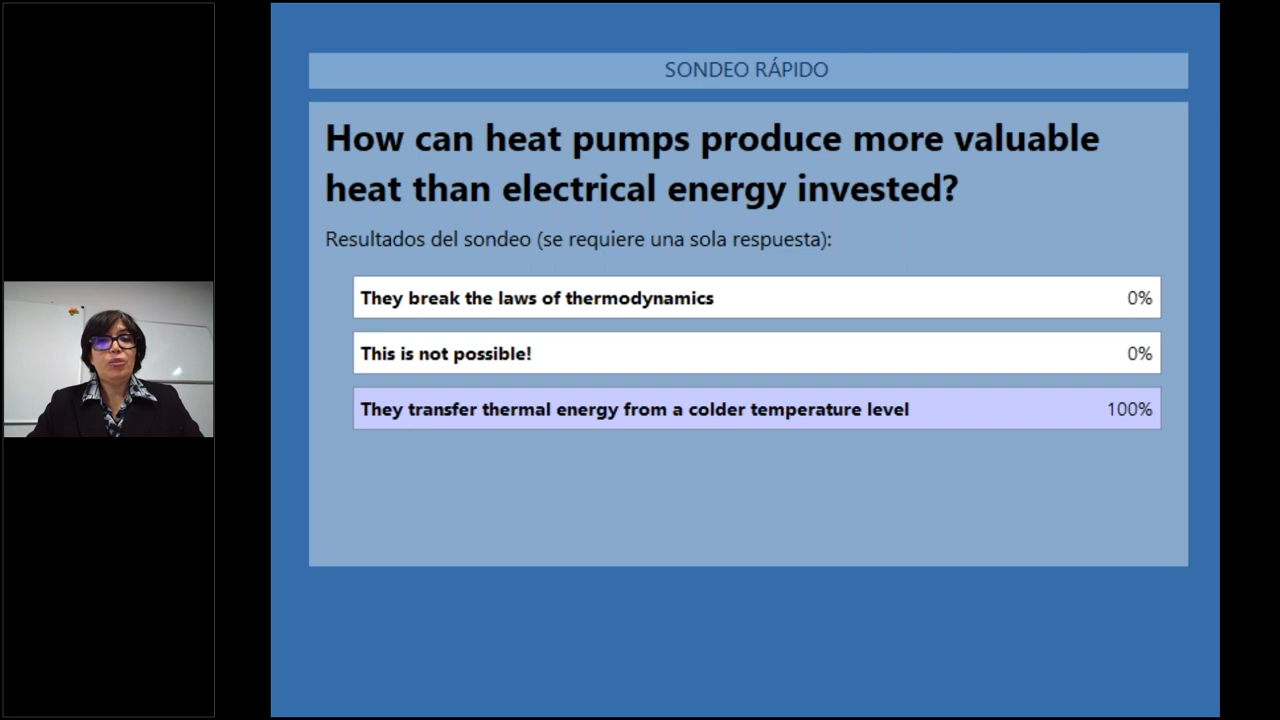 SONDEO RÁPIDO
How can heat pumps produce more valuable
heat than electrical energy invested?
Resultados del sondeo (se requiere una sola respuesta):
They break the laws of thermodynamics 0%
This is not possible! 0%
They transfer thermal energy from a colder temperature level 100%